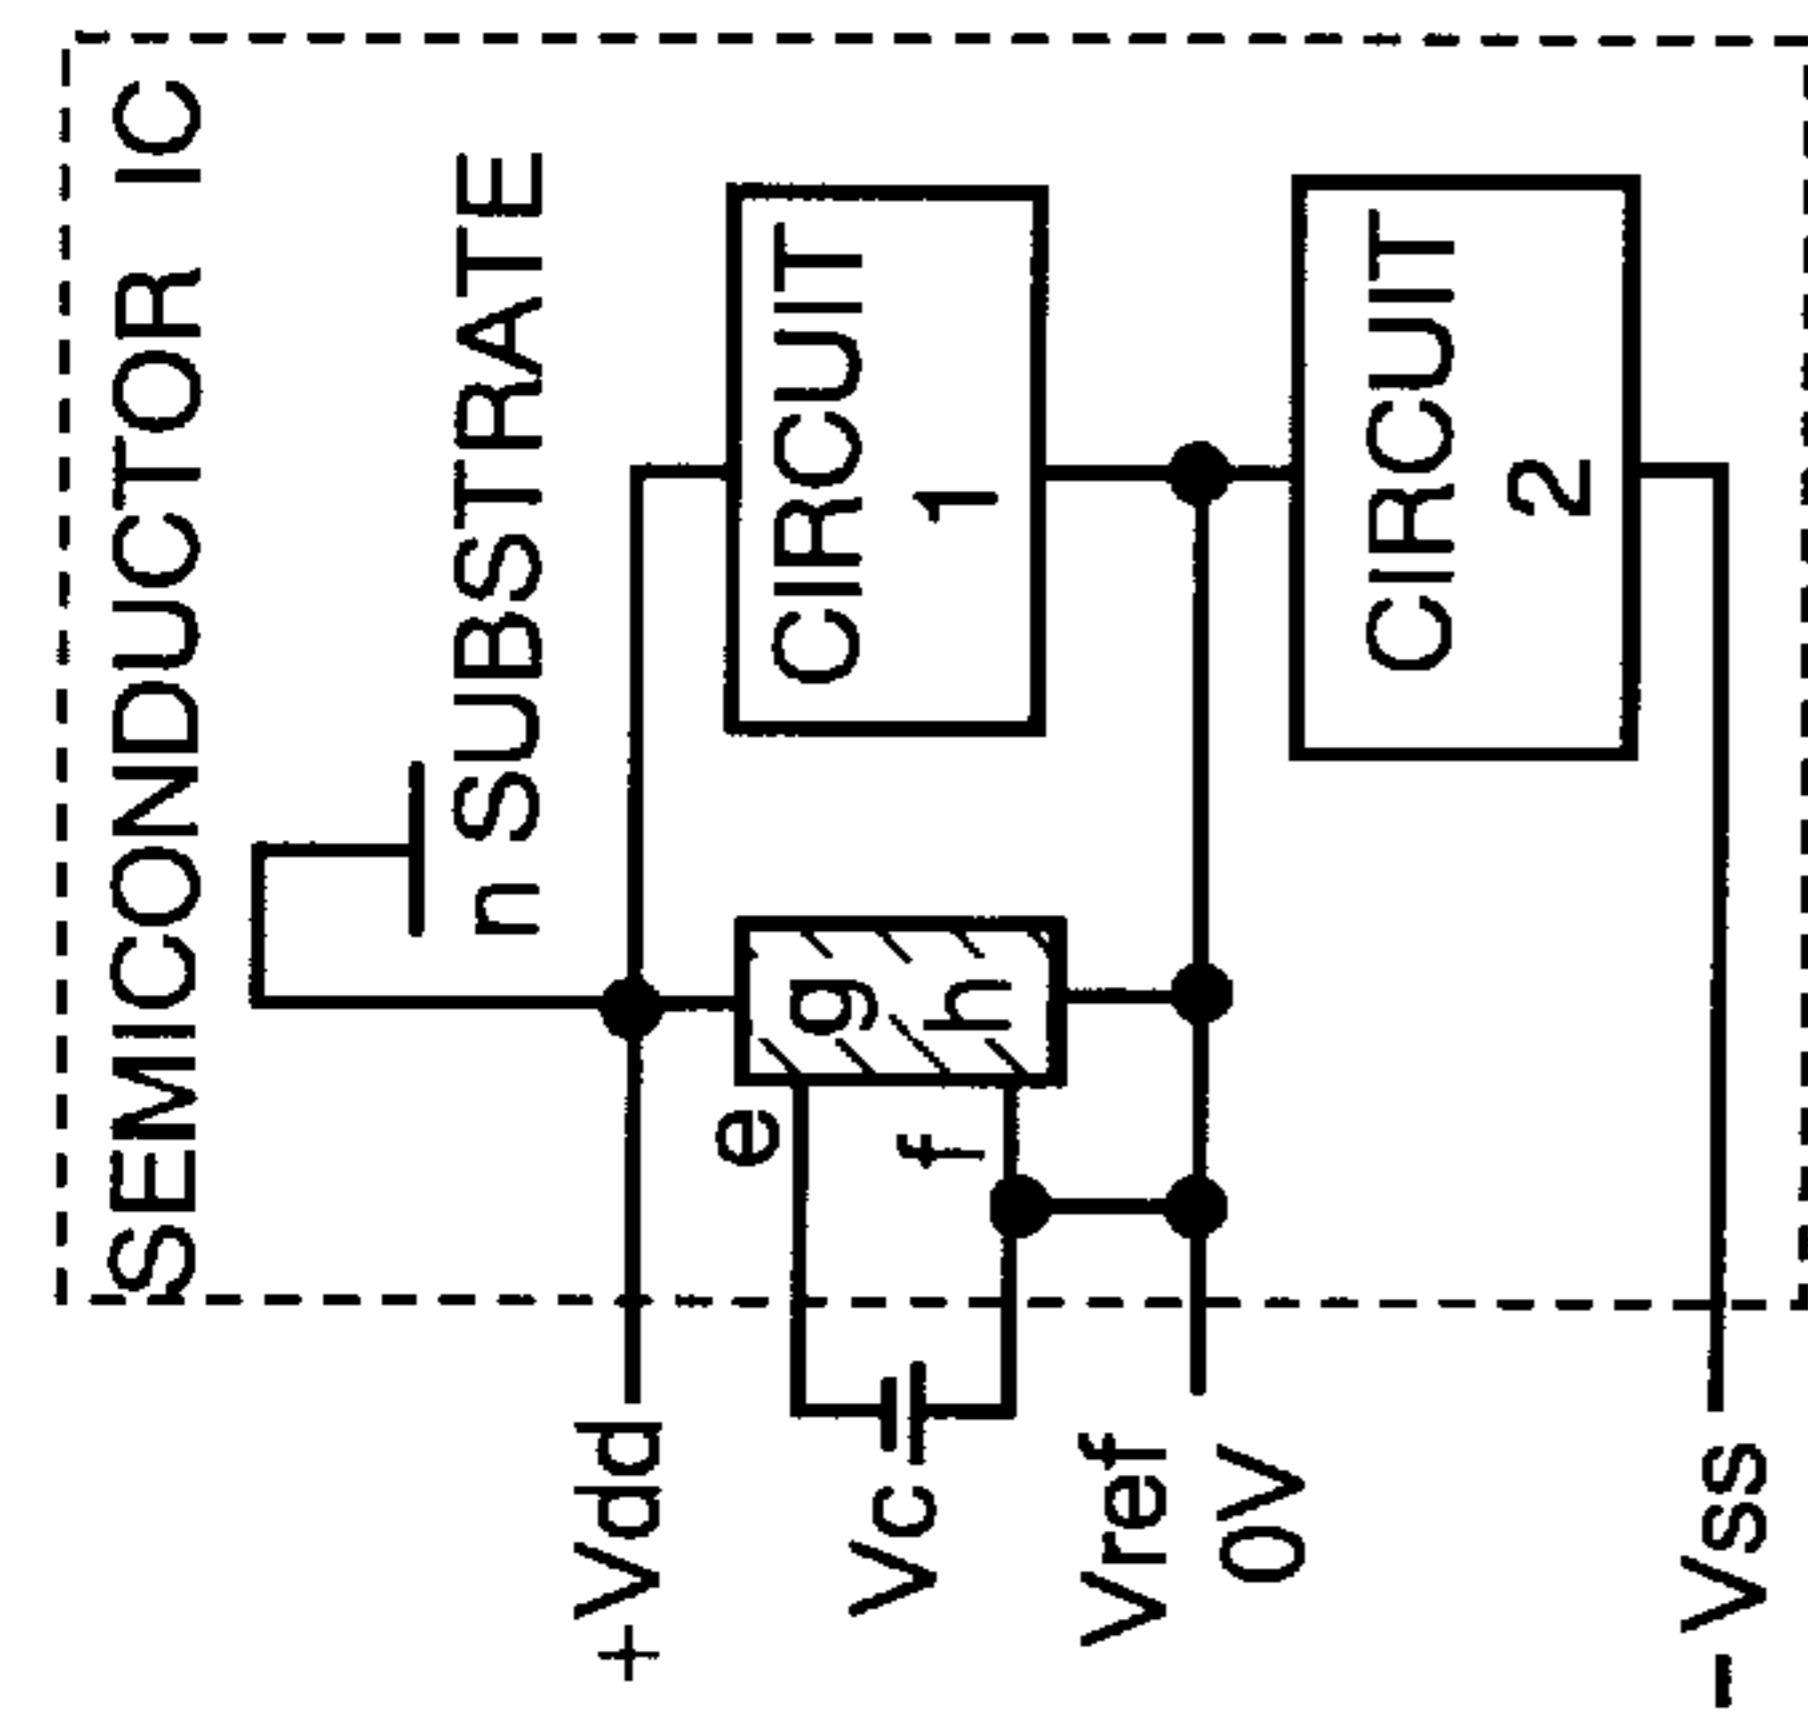 SEMICONDUCTOR IC
n SUBSTRATE
+Vdd
e
g
CIRCUIT
1
Vc
f
h
Vref
0V
CIRCUIT
2
-Vss